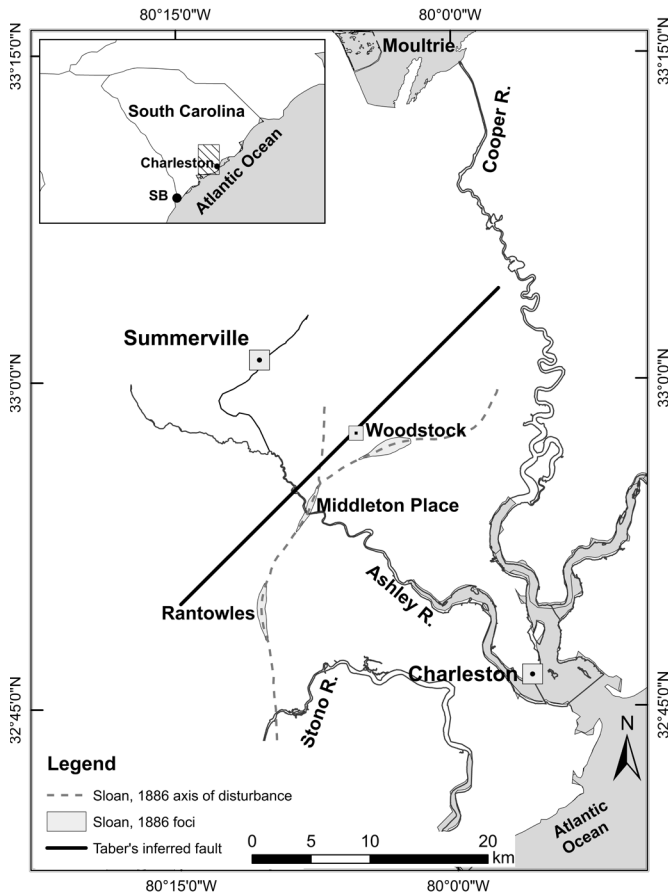 80°15'0"W
80°0'0"W
33°15'0"N
33°15'0"N
Moultrie
South Carolina
Charleston
SB
Atlantic Ocean
Cooper R.
Summerville
33°0'0"N
33°0'0"N
Woodstock
Middleton Place
Ashley R.
Rantowles
Charleston
Stono R.
32°45'0"N
32°45'0"N
N
Legend
Sloan, 1886 axis of disturbance
Sloan, 1886 foci
Taber's inferred fault
0 5 10 20
km
Atlantic
Ocean
80°15'0"W
80°0'0"W